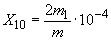 X₁₀ = 2m₁/m · 10⁻⁴